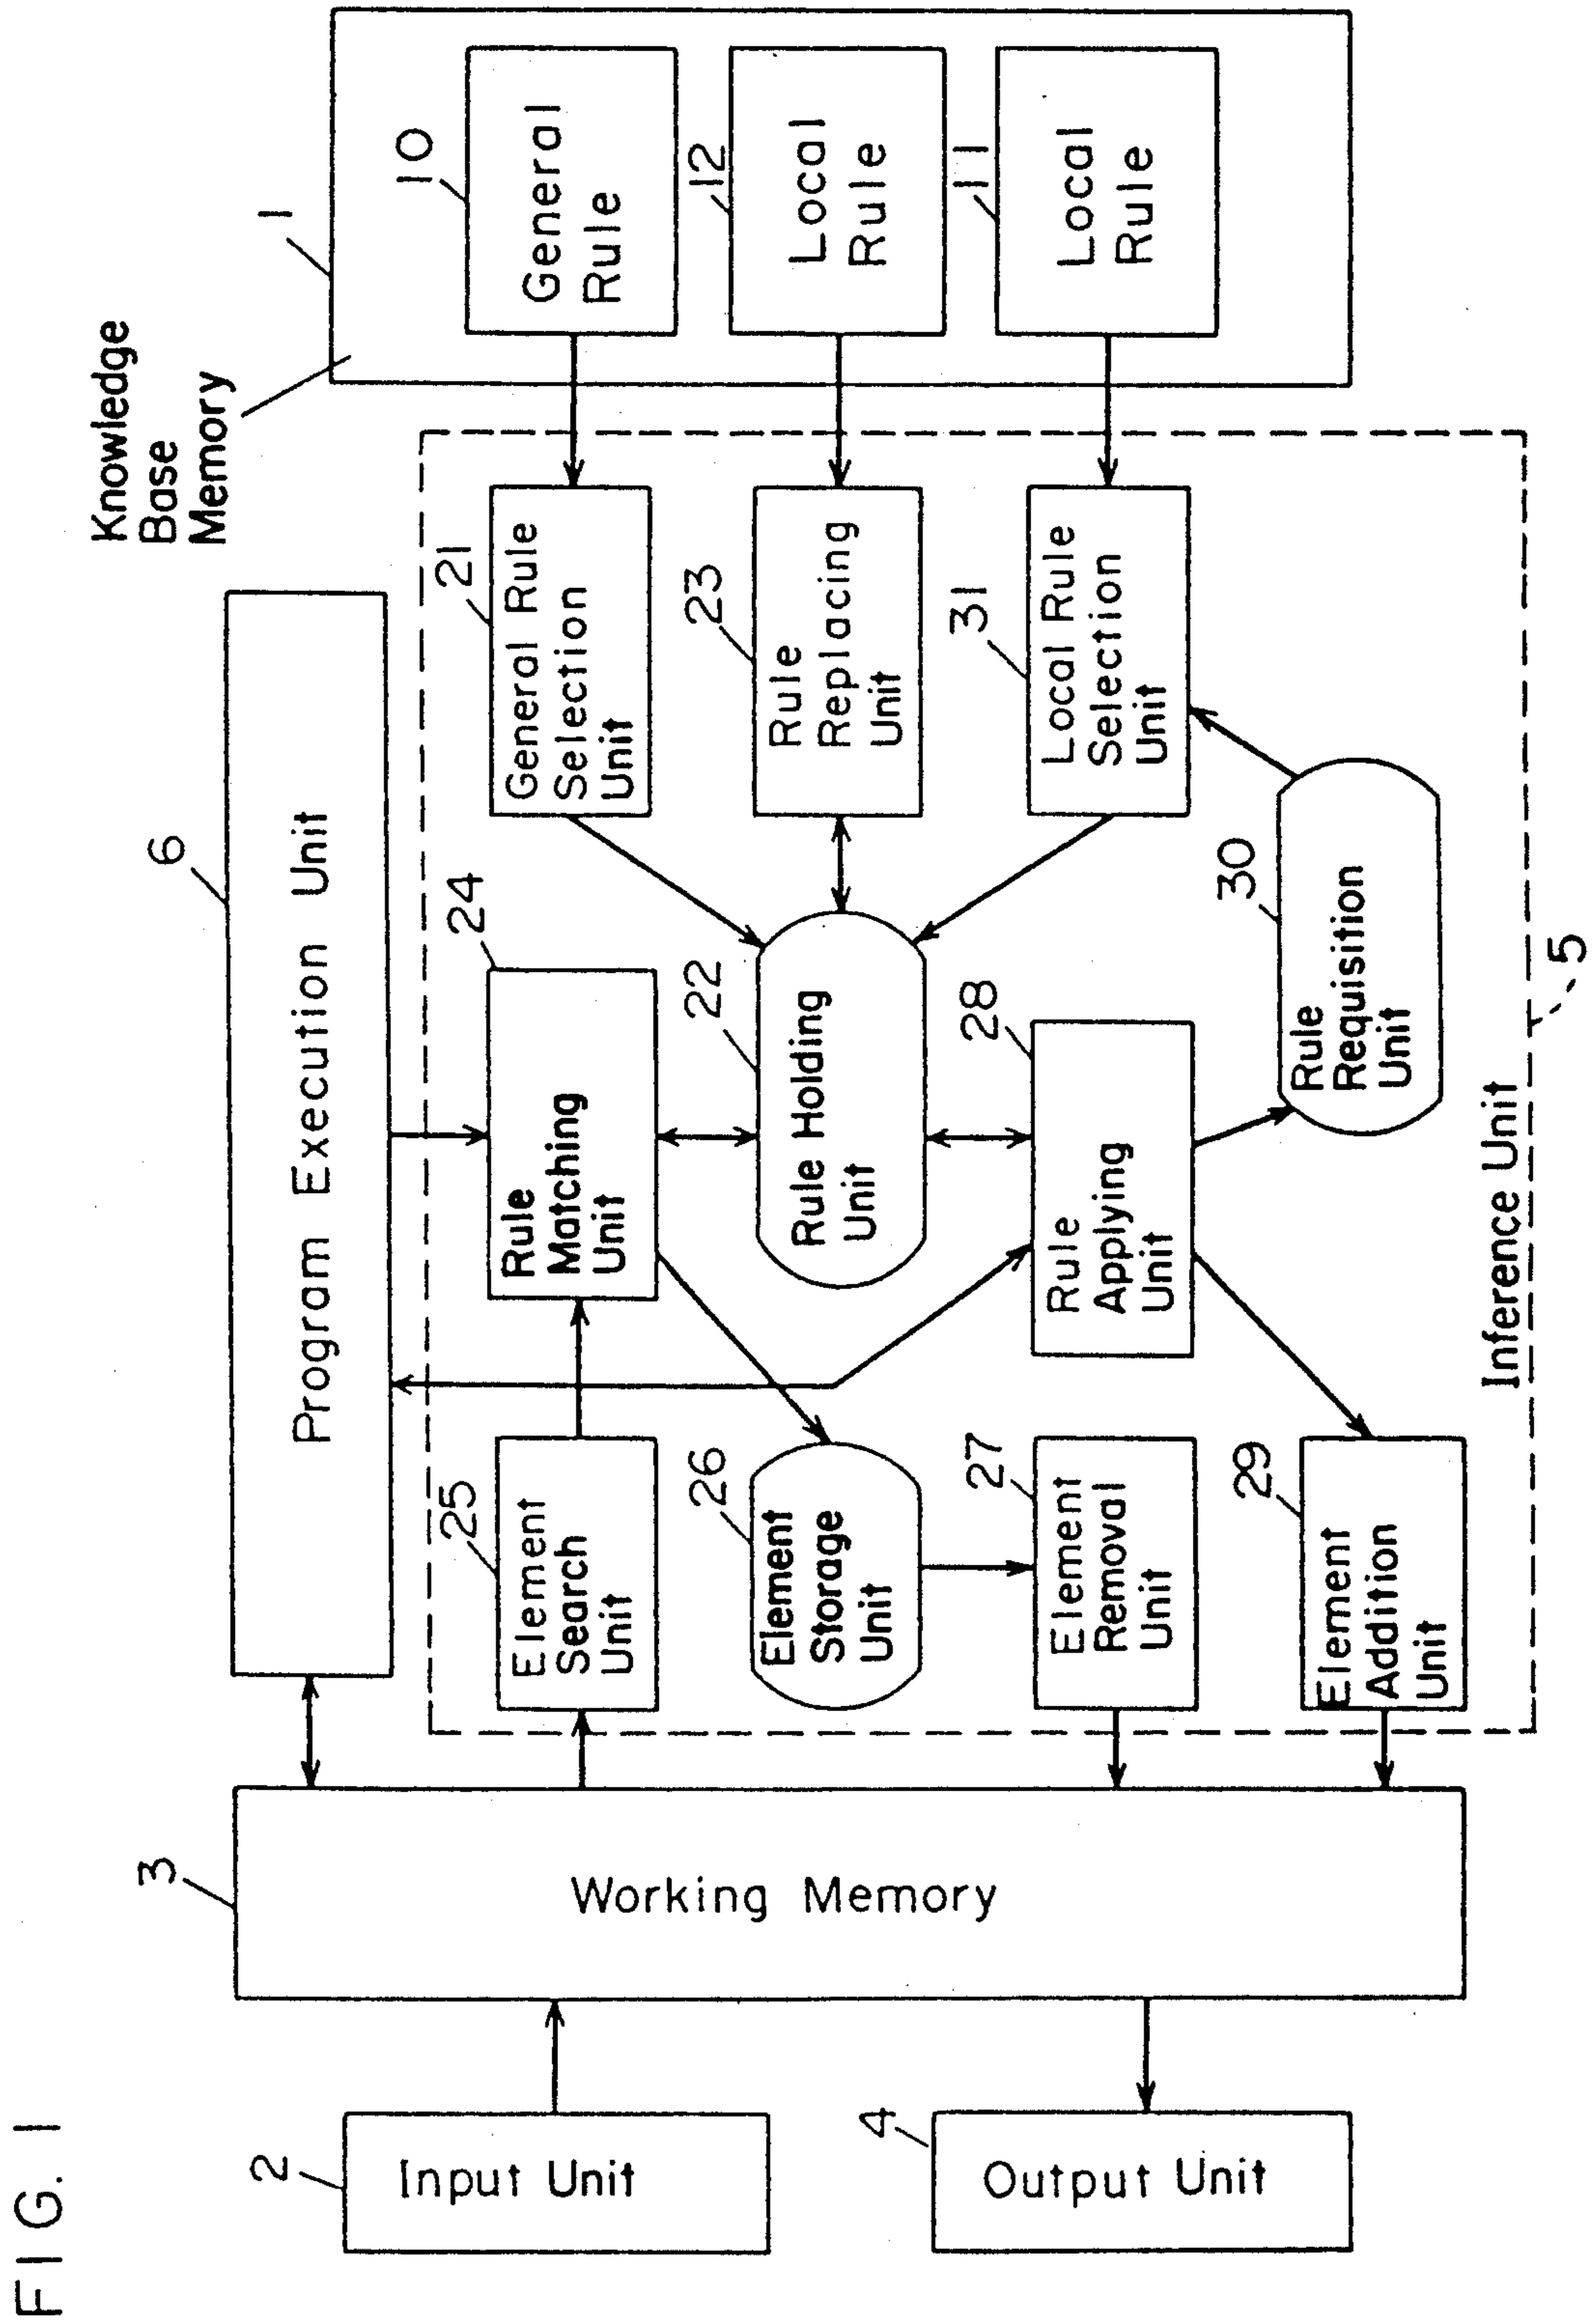 FIG. 1
2
Input Unit
4
Output Unit
3
Working Memory
6
Program Execution Unit
25
Element
Search
Unit
26
Element
Storage
Unit
27
Element
Removal
Unit
29
Element
Addition
Unit
24
Rule
Matching
Unit
22
Rule Holding
Unit
28
Rule
Applying
Unit
30
Rule
Requisition
Unit
21
General Rule
Selection
Unit
23
Rule
Replacing
Unit
31
Local Rule
Selection
Unit
Inference Unit
5
Knowledge
Base
Memory
1
10
General
Rule
12
Local
Rule
11
Local
Rule